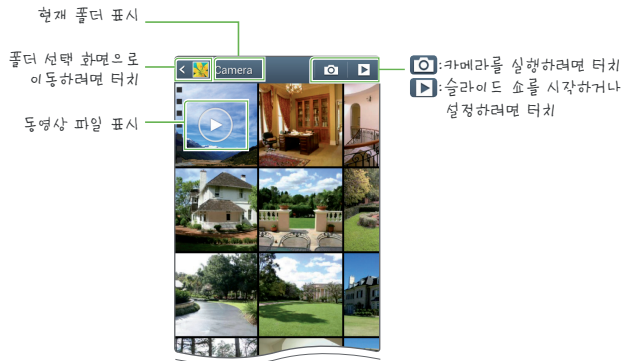 현재 폴더 표시
폴더 선택 화면으로
이동하려면 터치
동영상 파일 표시
Camera
:카메라를 실행하려면 터치
:슬라이드 쇼를 시작하거나
설정하려면 터치